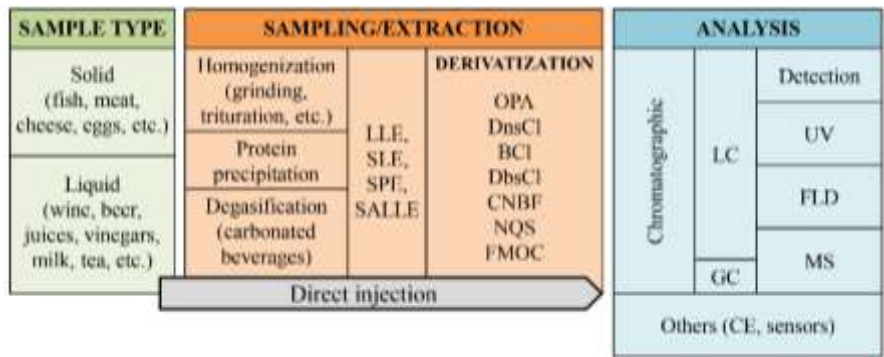 SAMPLE TYPE
Solid
(fish, meat,
cheese, eggs, etc.)
Liquid
(wine, beer,
juices, vinegars,
milk, tea, etc.)
SAMPLING/EXTRACTION
Homogenization
(grinding,
trituration, etc.)
Protein
precipitation
Degasification
(carbonated
beverages)
LLE,
SLE,
SPE,
SALLE
DERIVATIZATION
OPA
DnsCl
BCl
DbsCl
CNBF
NQS
FMOC
Direct injection
ANALYSIS
Chromatographic
LC
GC
Detection
UV
FLD
MS
Others (CE, sensors)